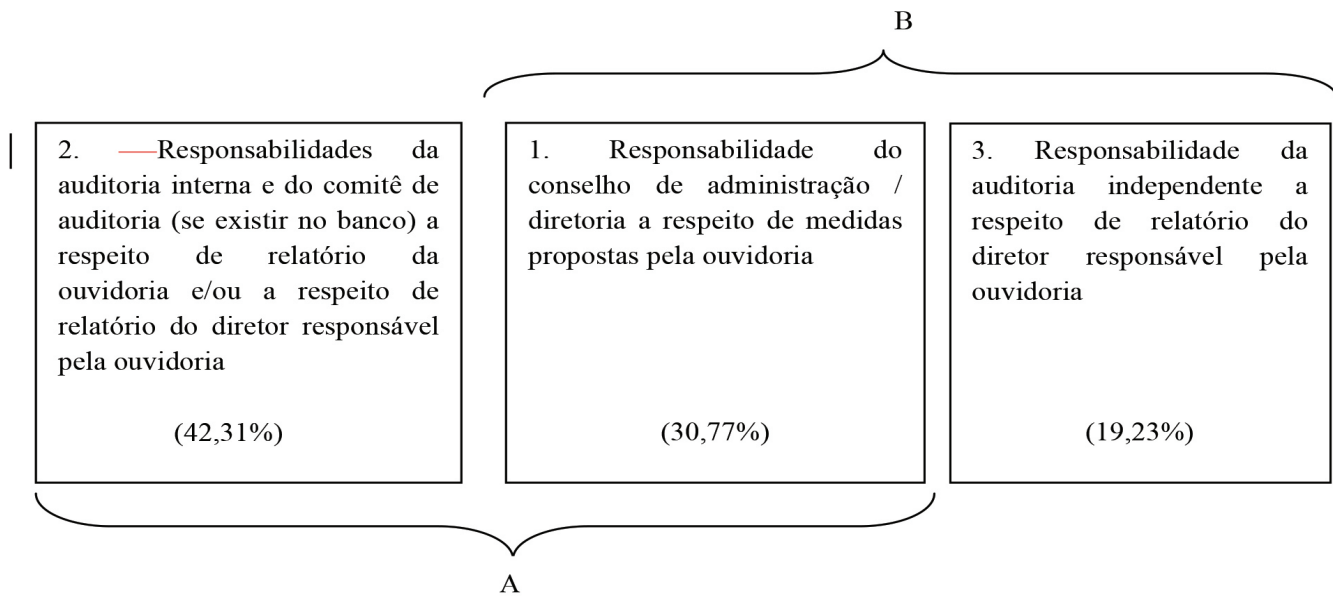 B
2. Responsabilidades da
auditoria interna e do comitê de
auditoria (se existir no banco) a
respeito de relatório da
ouvidoria e/ou a respeito de
relatório do diretor responsável
pela ouvidoria
(42,31%)
1. Responsabilidade do
conselho de administração /
diretoria a respeito de medidas
propostas pela ouvidoria
(30,77%)
3. Responsabilidade da
auditoria independente a
respeito de relatório do
diretor responsável pela
ouvidoria
(19,23%)
A